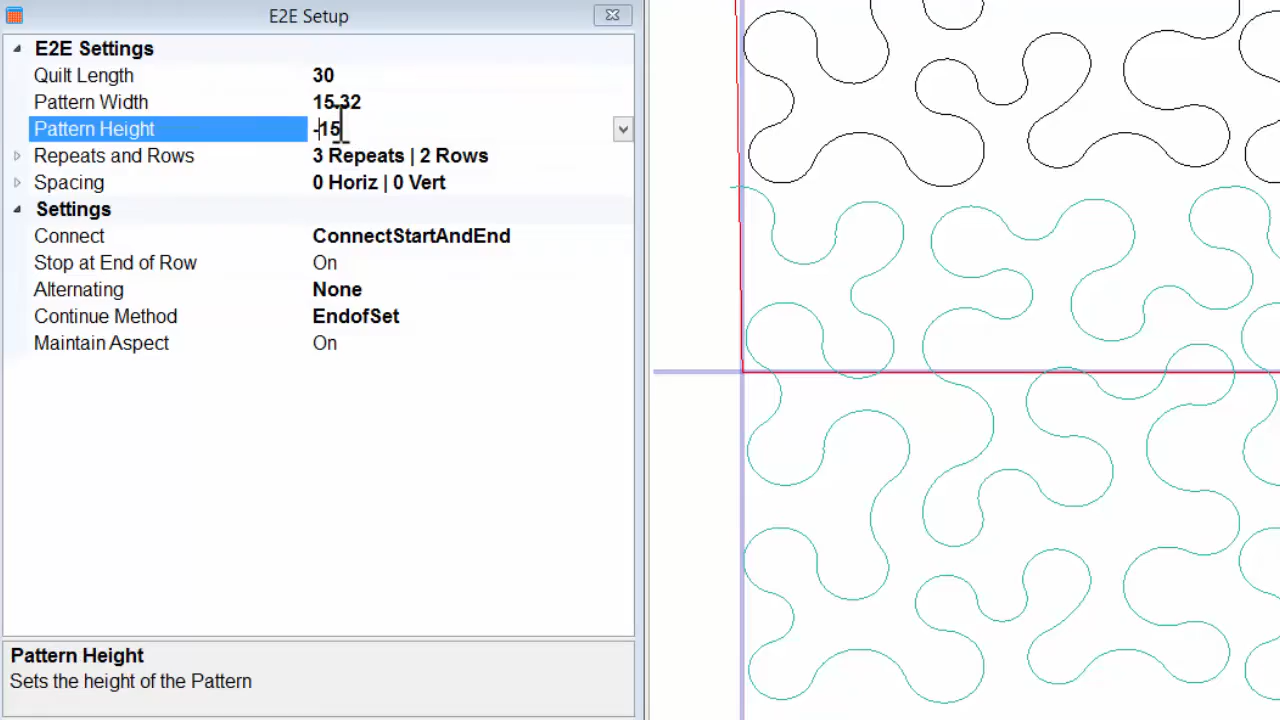 E2E Setup
E2E Settings
Quilt Length 30
Pattern Width 15.32
Pattern Height -15
Repeats and Rows 3 Repeats | 2 Rows
Spacing 0 Horiz | 0 Vert
Settings
Connect ConnectStartAndEnd
Stop at End of Row On
Alternating None
Continue Method EndofSet
Maintain Aspect On
Pattern Height
Sets the height of the Pattern